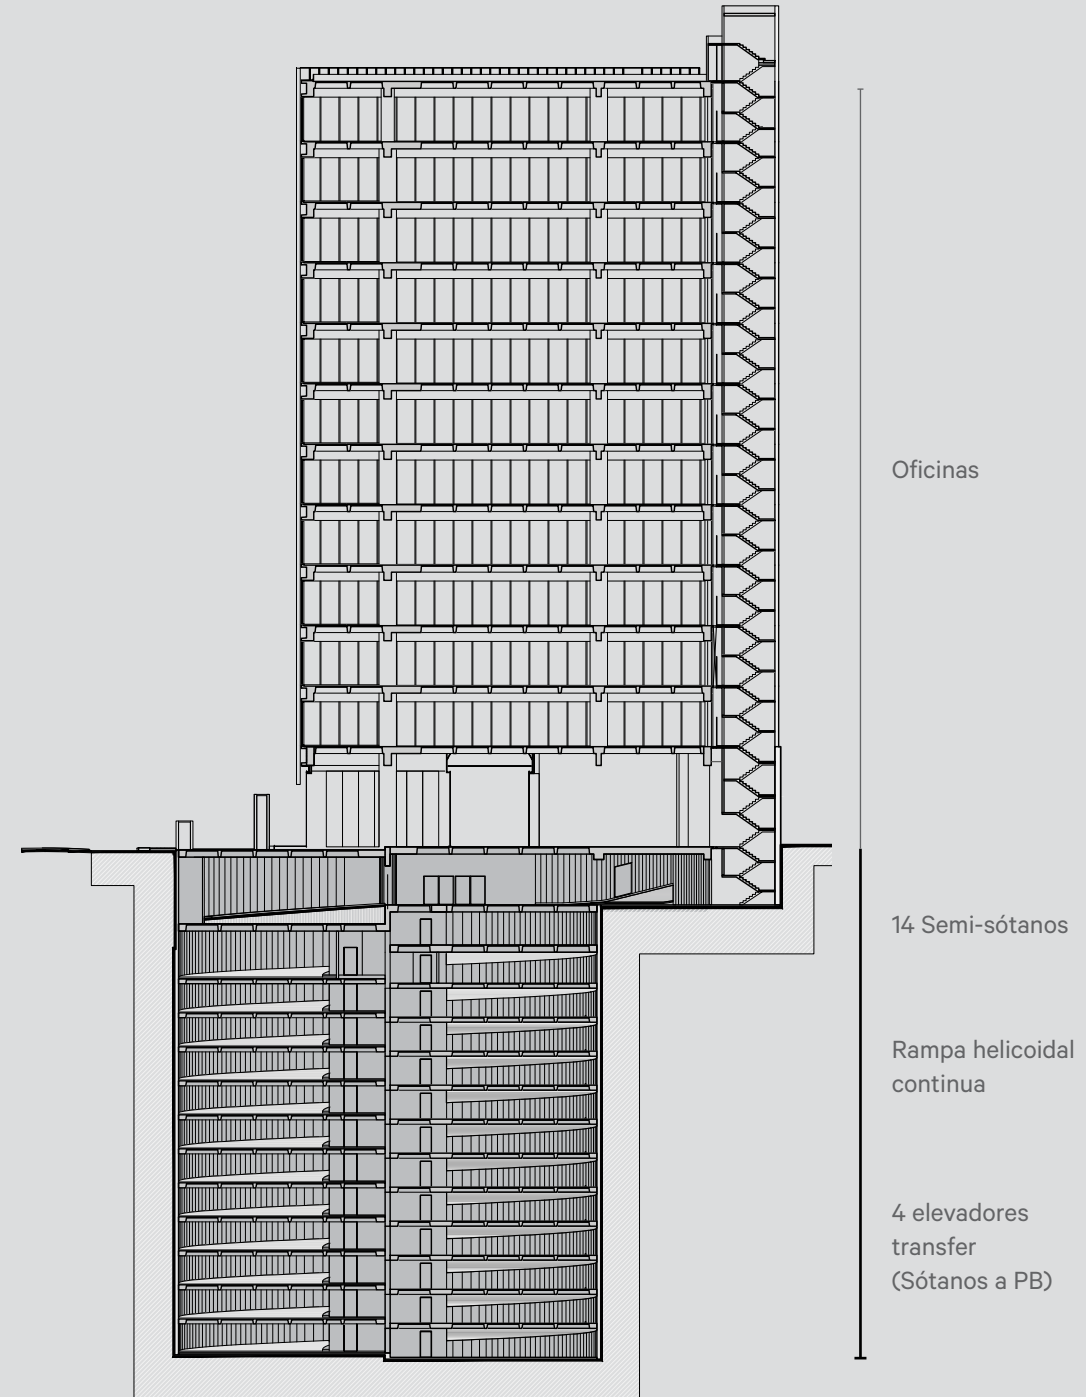 Oficinas
14 Semi-sótanos
Rampa helicoidal
continua
4 elevadores
transfer
(Sótanos a PB)